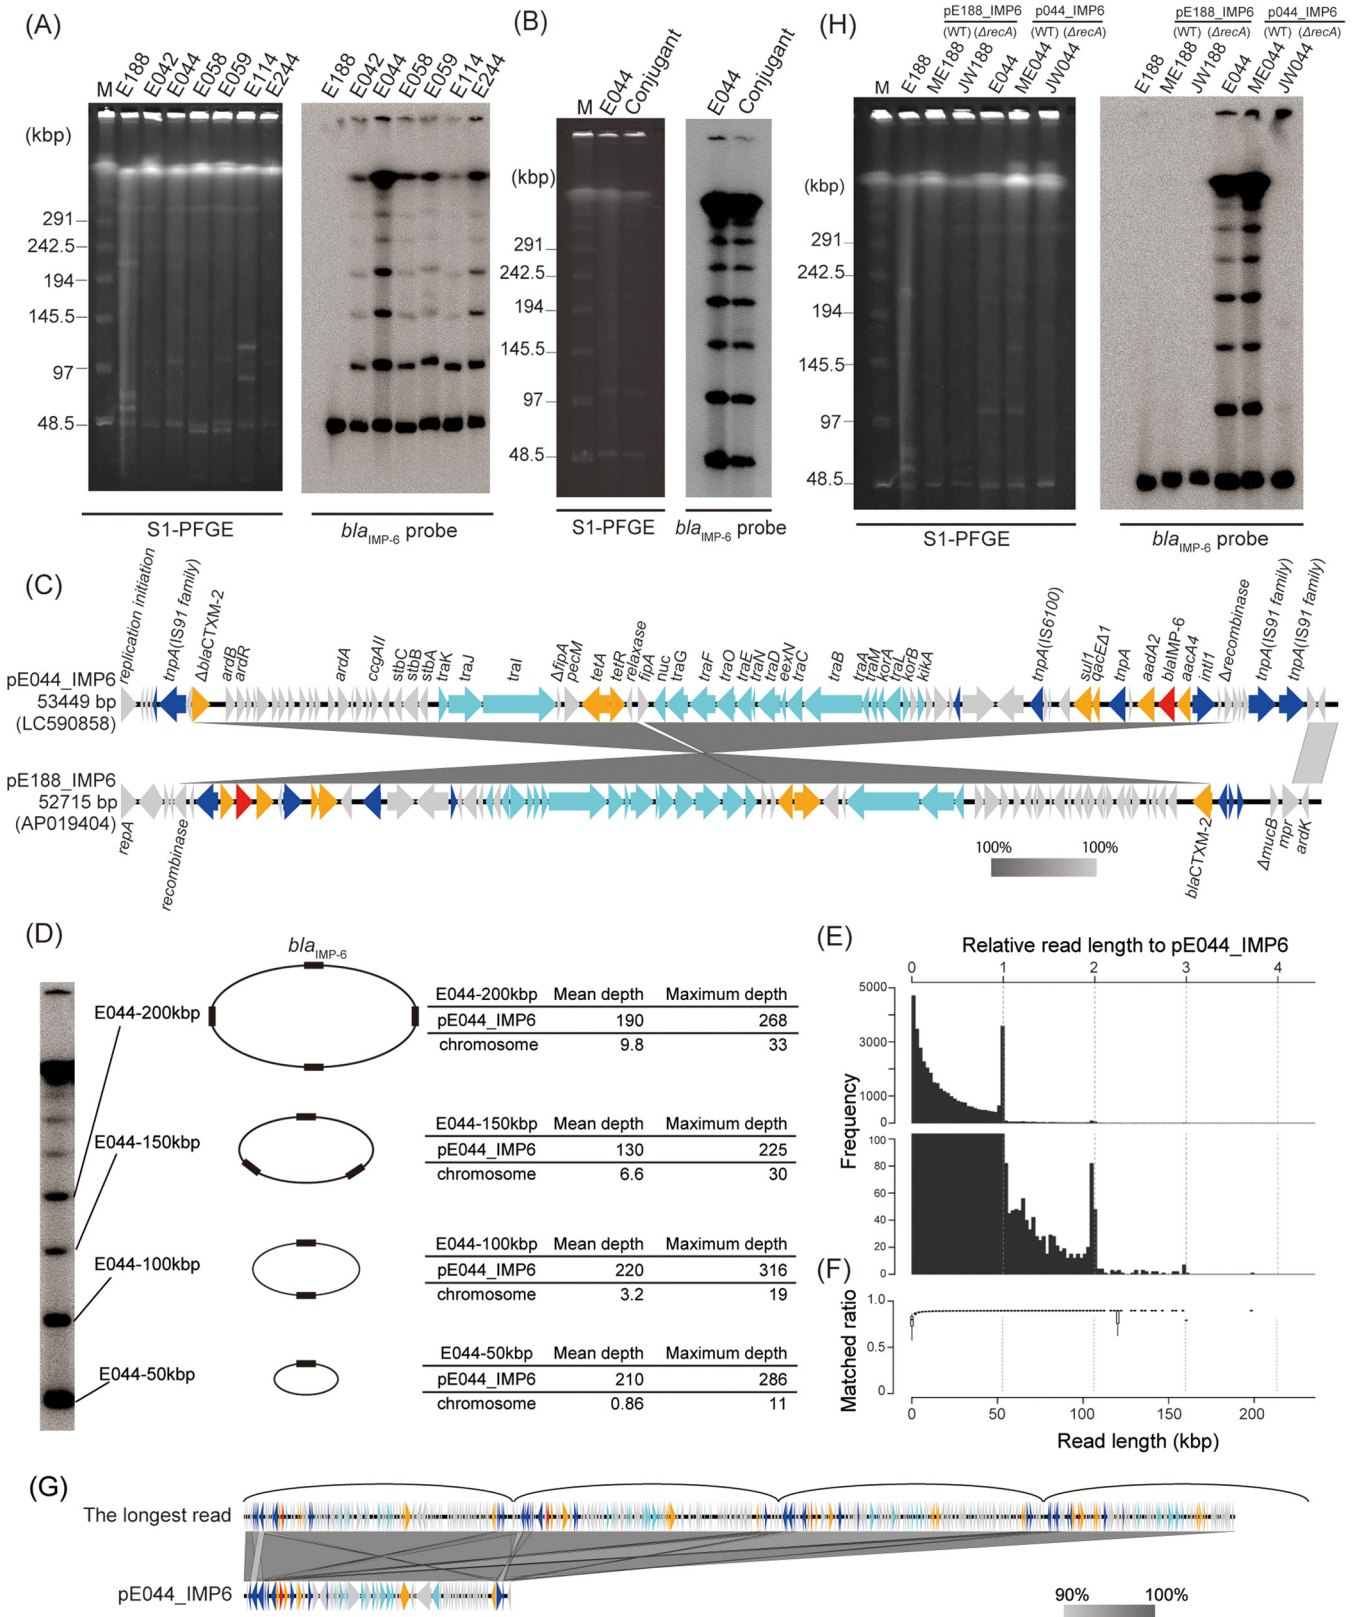 (A)
M E188 E042 E044 E058 E059 E114 E244
E188 E042 E044 E058 E059 E114 E244
(kbp)
291
242.5
194
145.5
97
48.5
S1-PFGE
blaIMP-6 probe
(B)
M E044 Conjugant
E044 Conjugant
(kbp)
291
242.5
194
145.5
97
48.5
S1-PFGE
blaIMP-6 probe
(H)
pE188_IMP6 p044_IMP6
(WT) (ΔrecA) (WT) (ΔrecA)
M E188 ME188 JW188 E044 ME044 JW044
pE188_IMP6 p044_IMP6
(WT) (ΔrecA) (WT) (ΔrecA)
E188 ME188 JW188 E044 ME044 JW044
(kbp)
291
242.5
194
145.5
97
48.5
S1-PFGE
blaIMP-6 probe
(C)
replication initiation tnpA(IS91 family) ΔblaCTXM-2 ardB ardR ardA ccgAII stbC stbB stbA traK traJ traI ΔfipA pecM tetA tetR relaxase fipA nuc traG traF traO traE traN traD exeN traC traB traA traM korA traL korB kikA tnpA(IS6100) sul1 qacEΔ1 tnpA aadA2 blaIMP-6 aacA4 intI1 Δrecombinase tnpA(IS91 family) tnpA(IS91 family)
pE044_IMP6
53449 bp
(LC590858)
pE188_IMP6
52715 bp
(AP019404)
repA recombinase blaCTXM-2 ΔmucB mpr ardK
100% 100%
(D)
blaIMP-6
E044-200kbp
E044-150kbp
E044-100kbp
E044-50kbp
E044-200kbp Mean depth Maximum depth
pE044_IMP6 190 268
chromosome 9.8 33
E044-150kbp Mean depth Maximum depth
pE044_IMP6 130 225
chromosome 6.6 30
E044-100kbp Mean depth Maximum depth
pE044_IMP6 220 316
chromosome 3.2 19
E044-50kbp Mean depth Maximum depth
pE044_IMP6 210 286
chromosome 0.86 11
(E)
Relative read length to pE044_IMP6
0 1 2 3 4
5000
3000
1000
0
100
80
60
40
20
0
Frequency
(F)
Matched ratio
1.0
0.5
0
0 50 100 150 200
Read length (kbp)
(G)
The longest read
pE044_IMP6
90% 100%